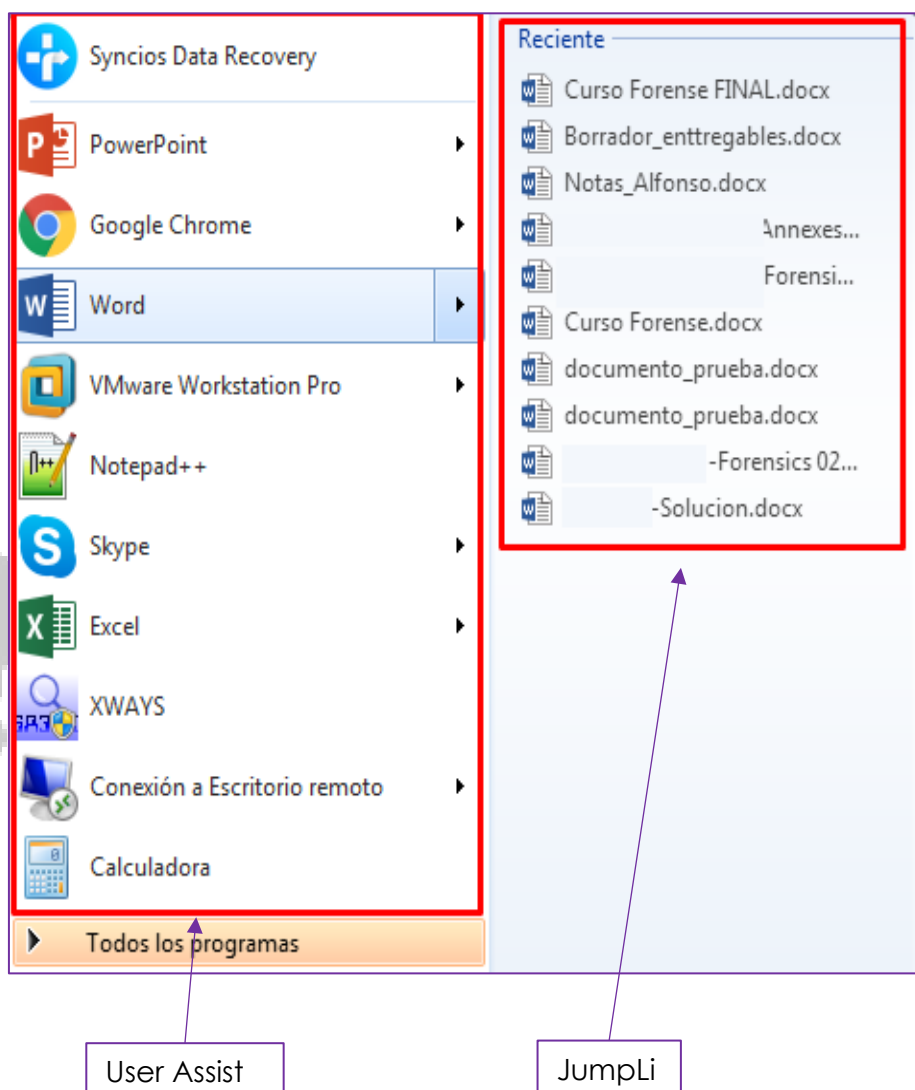 Syncios Data Recovery
PowerPoint
Google Chrome
Word
VMware Workstation Pro
Notepad++
Skype
Excel
XWAYS
Conexión a Escritorio remoto
Calculadora
Todos los programas
Reciente
Curso Forense FINAL.docx
Borrador_enttregables.docx
Notas_Alfonso.docx
Annexes...
Forensi...
Curso Forense.docx
documento_prueba.docx
documento_prueba.docx
-Forensics 02...
-Solucion.docx
User Assist
JumpLi